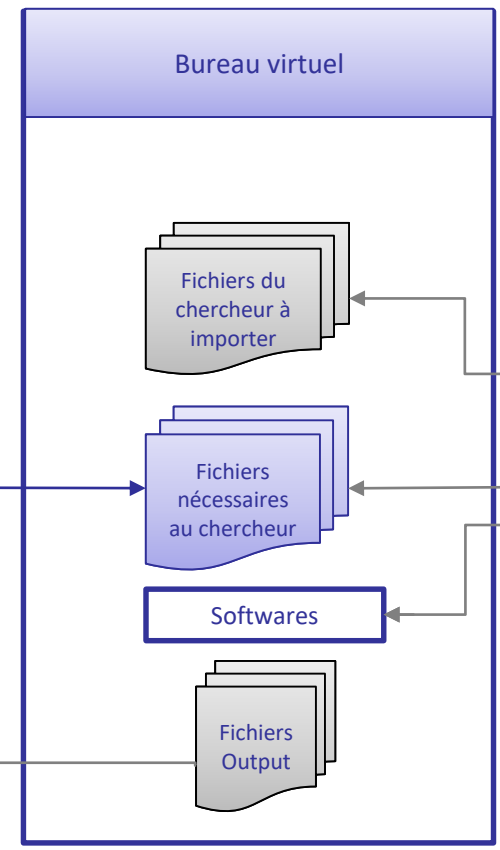 Bureau virtuel
Fichiers du
chercheur à
importer
Fichiers
nécessaires
au chercheur
Softwares
Fichiers
Output